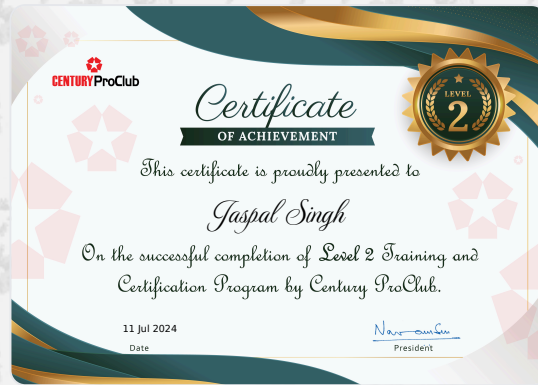 CENTURY ProClub
Certificate
OF ACHIEVEMENT
LEVEL
2
This certificate is proudly presented to
Jaspal Singh
On the successful completion of Level 2 Training and
Certification Program by Century ProClub.
11 Jul 2024
Date
President